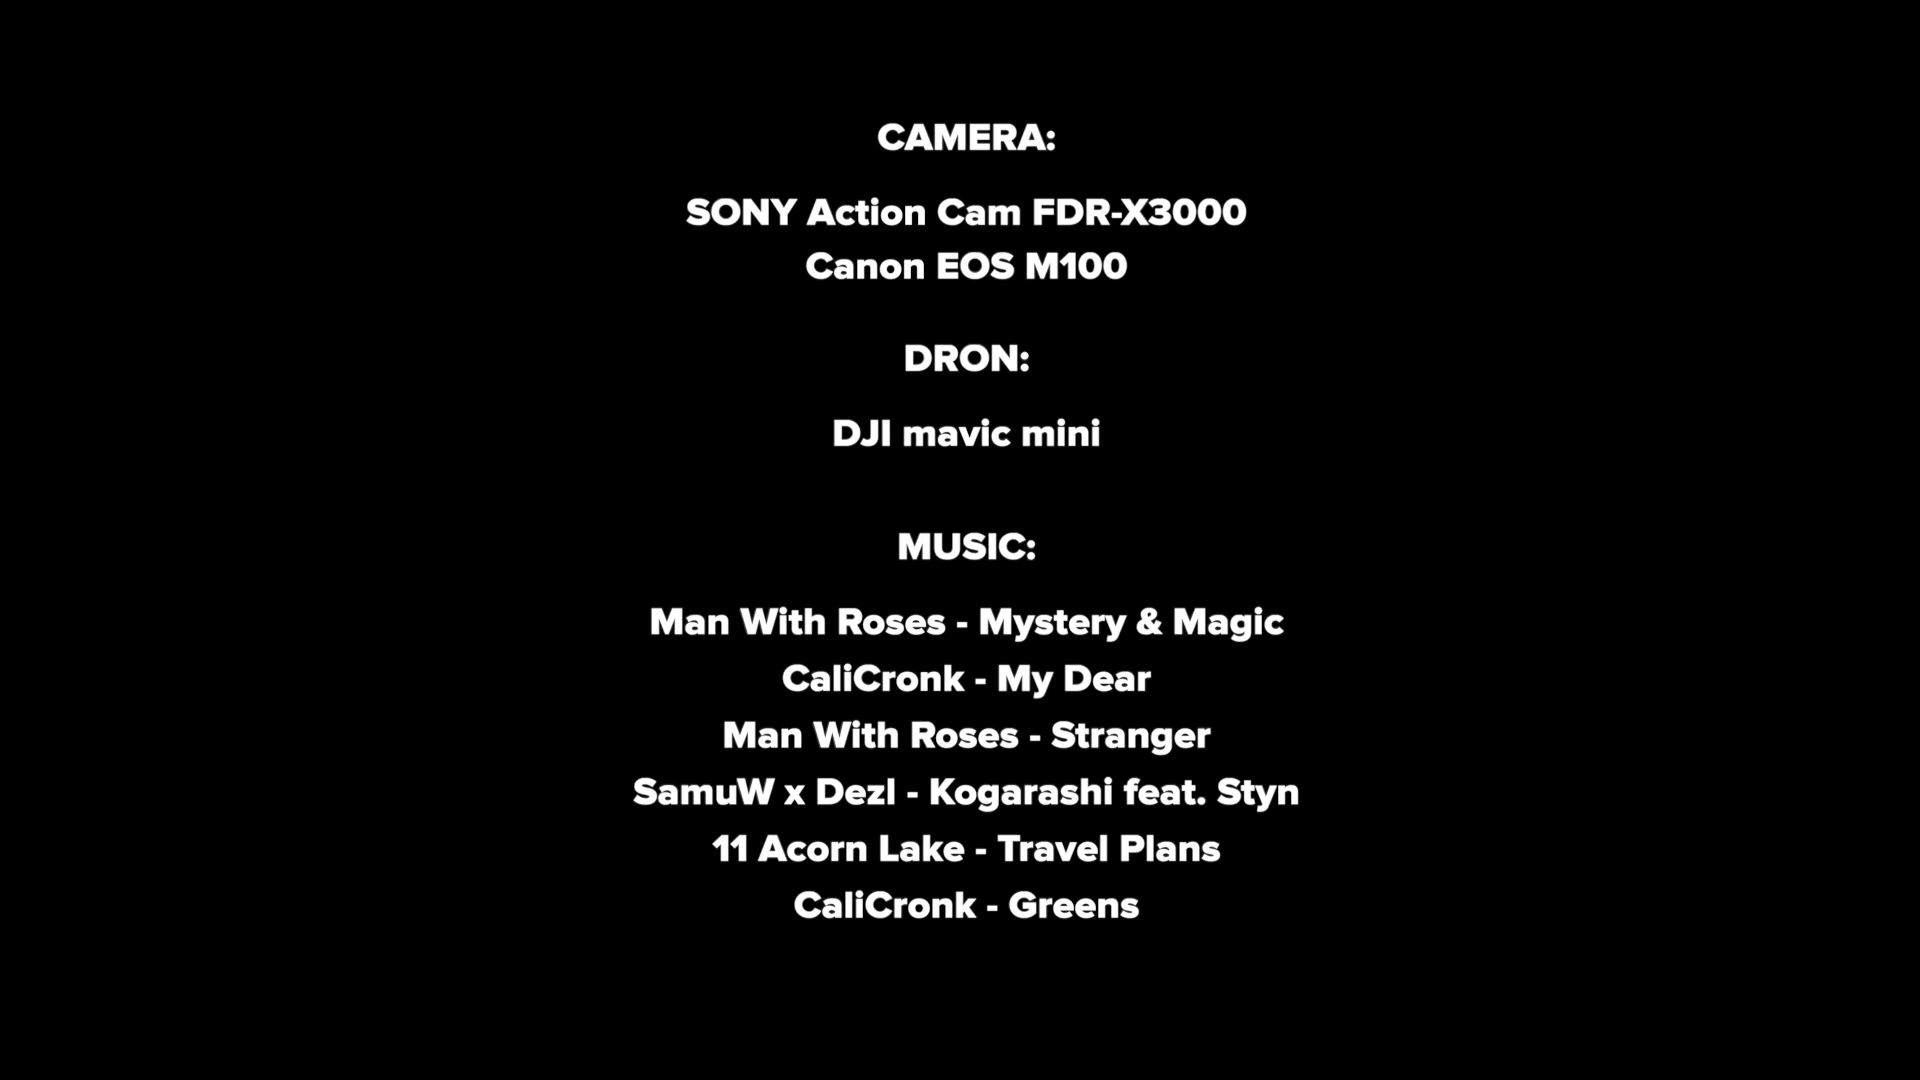 CAMERA:
SONY Action Cam FDR-X3000
Canon EOS M100
DRON:
DJI mavic mini
MUSIC:
Man With Roses - Mystery & Magic
CaliCronk - My Dear
Man With Roses - Stranger
SamuW x Dezl - Kogarashi feat. Styn
11 Acorn Lake - Travel Plans
CaliCronk - Greens